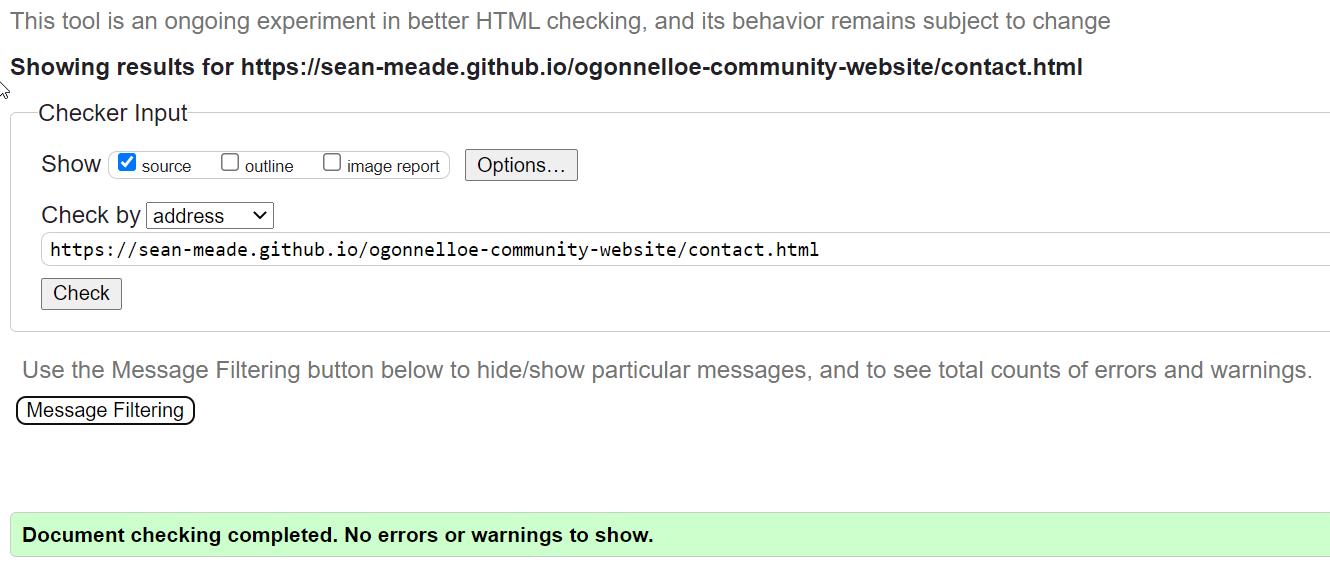 This tool is an ongoing experiment in better HTML checking, and its behavior remains subject to change
Showing results for https://sean-meade.github.io/ogonnelloe-community-website/contact.html
Checker Input
Show source outline image report Options...
Check by address
https://sean-meade.github.io/ogonnelloe-community-website/contact.html
Check
Use the Message Filtering button below to hide/show particular messages, and to see total counts of errors and warnings.
Message Filtering
Document checking completed. No errors or warnings to show.